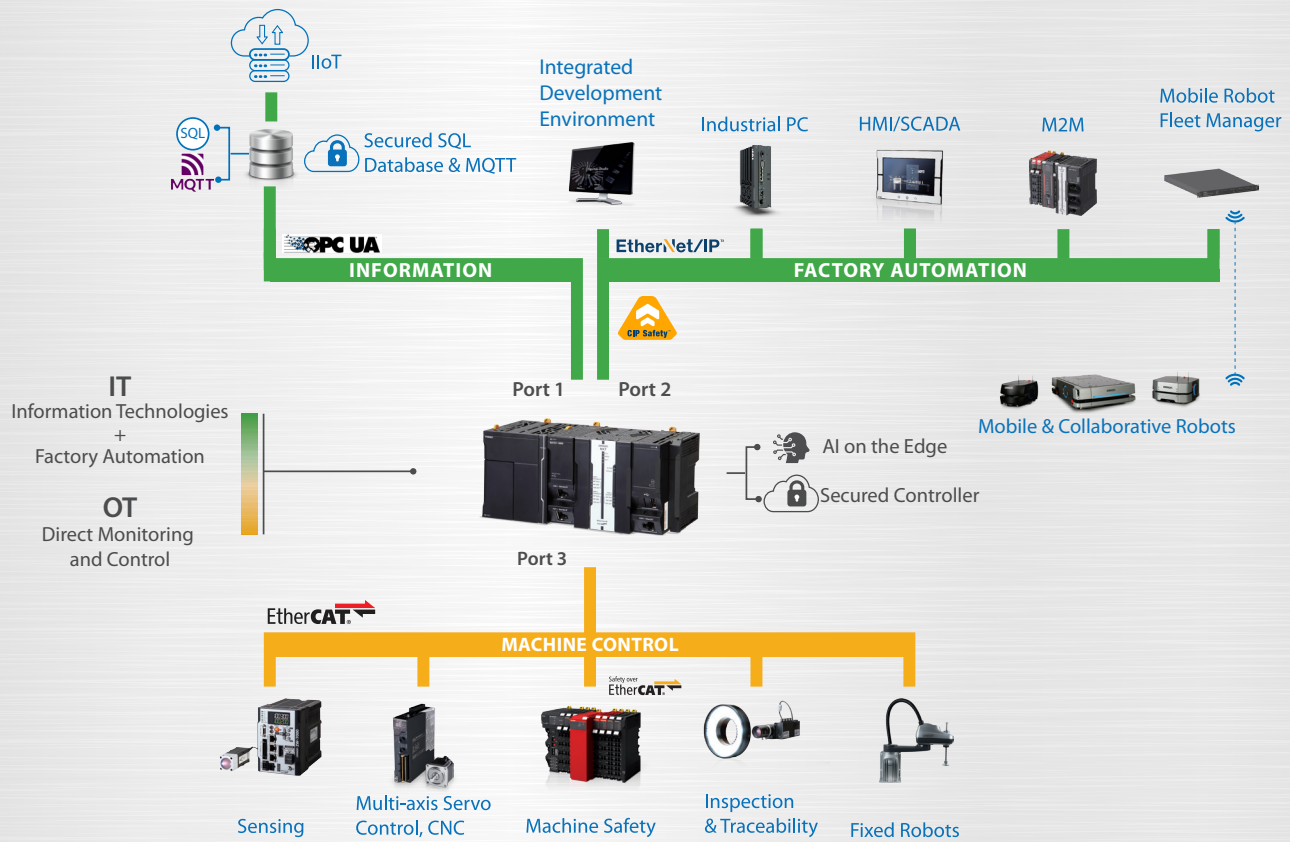 IIoT
SQL
MQTT
Secured SQL
Database & MQTT
Integrated
Development
Environment
Industrial PC
HMI/SCADA
M2M
Mobile Robot
Fleet Manager
OPC UA
EtherNet/IP
INFORMATION
FACTORY AUTOMATION
CIP Safety
Port 1
Port 2
IT
Information Technologies
+
Factory Automation
OT
Direct Monitoring
and Control
Mobile & Collaborative Robots
AI on the Edge
Secured Controller
Port 3
EtherCAT®
MACHINE CONTROL
Safety over
EtherCAT®
Sensing
Multi-axis Servo
Control, CNC
Machine Safety
Inspection
& Traceability
Fixed Robots